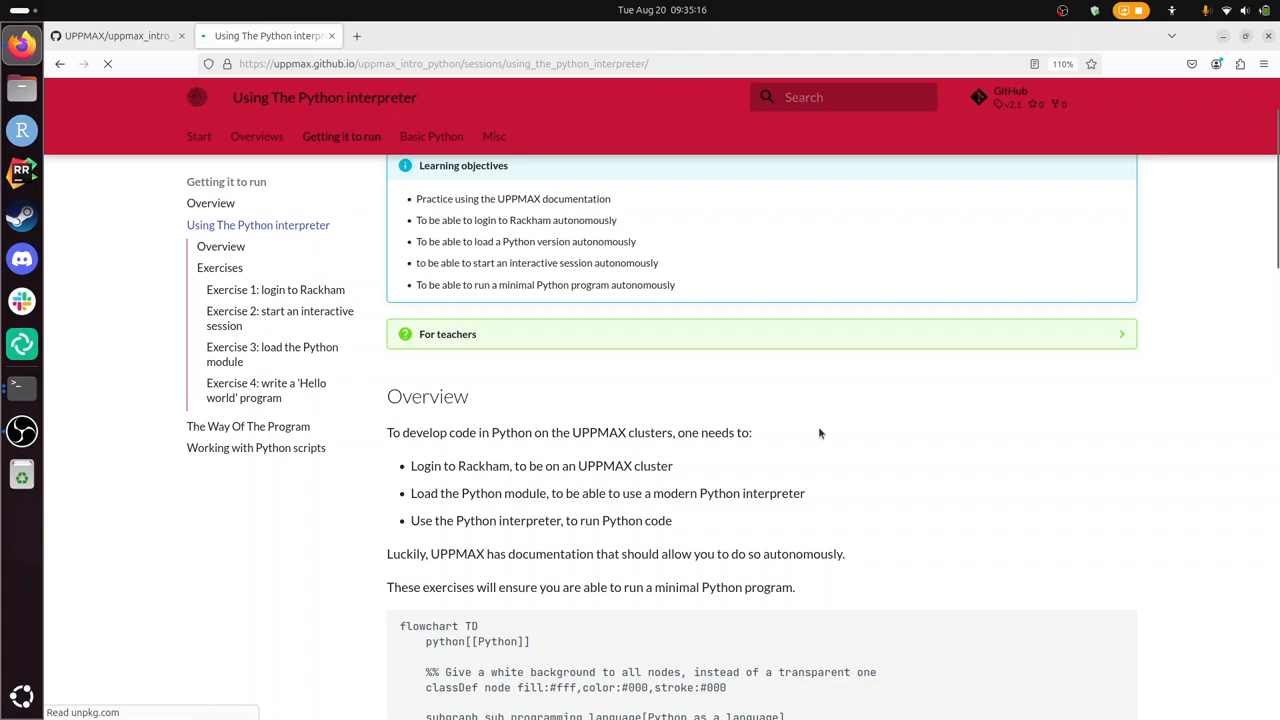 Tue Aug 20 09:35:16
UPPMAX/uppmax_intro_
Using The Python interpr
https://uppmax.github.io/uppmax_intro_python/sessions/using_the_python_interpreter/
110%
Using The Python interpreter
Search
GitHub
v2.1 0 0
Start
Overviews
Getting it to run
Basic Python
Misc
Getting it to run
Overview
Using The Python interpreter
Overview
Exercises
Exercise 1: login to Rackham
Exercise 2: start an interactive
session
Exercise 3: load the Python
module
Exercise 4: write a 'Hello
world' program
The Way Of The Program
Working with Python scripts
Learning objectives
Practice using the UPPMAX documentation
To be able to login to Rackham autonomously
To be able to load a Python version autonomously
to be able to start an interactive session autonomously
To be able to run a minimal Python program autonomously
For teachers
Overview
To develop code in Python on the UPPMAX clusters, one needs to:
Login to Rackham, to be on an UPPMAX cluster
Load the Python module, to be able to use a modern Python interpreter
Use the Python interpreter, to run Python code
Luckily, UPPMAX has documentation that should allow you to do so autonomously.
These exercises will ensure you are able to run a minimal Python program.
flowchart TD
python[[Python]]
%% Give a white background to all nodes, instead of a transparent one
classDef node fill:#fff,color:#000,stroke:#000
subgraph sub_programming_language[Python as a language]
Read unpkg.com